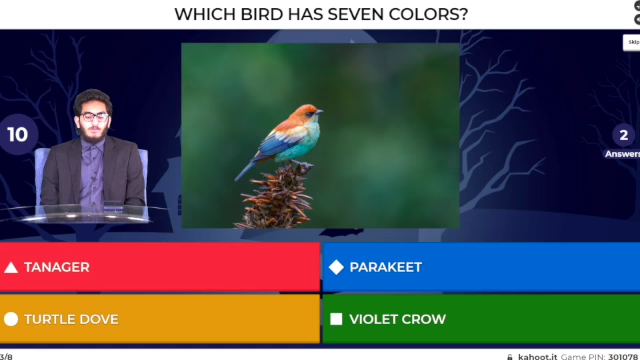 WHICH BIRD HAS SEVEN COLORS?
Skip
10
2
Answers
TANAGER
PARAKEET
TURTLE DOVE
VIOLET CROW
3/8
kahoot.it Game PIN: 301078